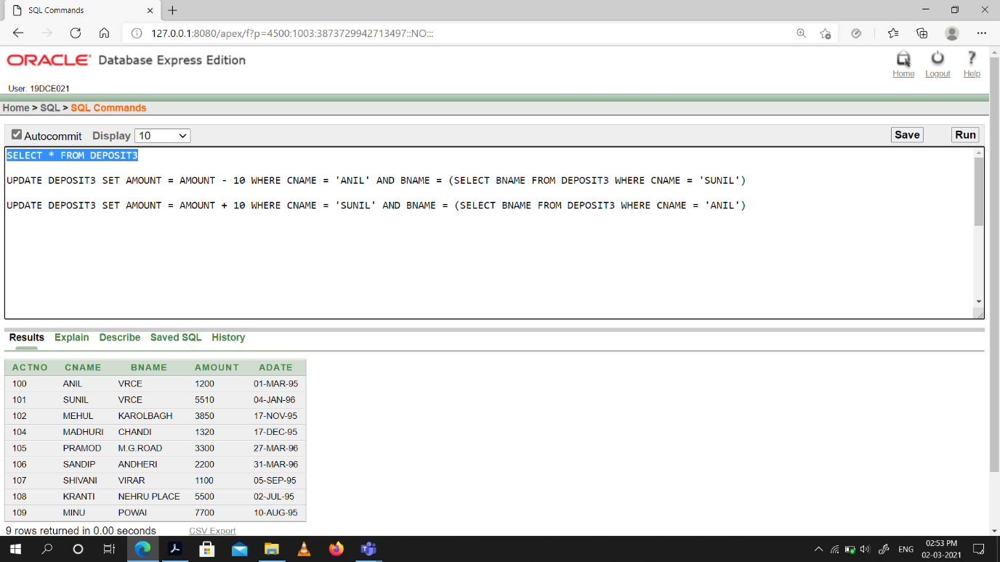 SQL Commands
127.0.0.1:8080/apex/f?p=4500:1003:3873729942713497::NO:::
ORACLE Database Express Edition
Home Logout Help
User: 19DCE021
Home > SQL > SQL Commands
Autocommit Display 10 Save Run
SELECT * FROM DEPOSIT3
UPDATE DEPOSIT3 SET AMOUNT = AMOUNT - 10 WHERE CNAME = 'ANIL' AND BNAME = (SELECT BNAME FROM DEPOSIT3 WHERE CNAME = 'SUNIL')
UPDATE DEPOSIT3 SET AMOUNT = AMOUNT + 10 WHERE CNAME = 'SUNIL' AND BNAME = (SELECT BNAME FROM DEPOSIT3 WHERE CNAME = 'ANIL')
Results Explain Describe Saved SQL History
ACTNO CNAME BNAME AMOUNT ADATE
100 ANIL VRCE 1200 01-MAR-95
101 SUNIL VRCE 5510 04-JAN-96
102 MEHUL KAROLBAGH 3850 17-NOV-95
104 MADHURI CHANDI 1320 17-DEC-95
105 PRAMOD M.G.ROAD 3300 27-MAR-96
106 SANDIP ANDHERI 2200 31-MAR-96
107 SHIVANI VIRAR 1100 05-SEP-95
108 KRANTI NEHRU PLACE 5500 02-JUL-95
109 MINU POWAI 7700 10-AUG-95
9 rows returned in 0.00 seconds CSV Export
ENG 02:53 PM
02-03-2021